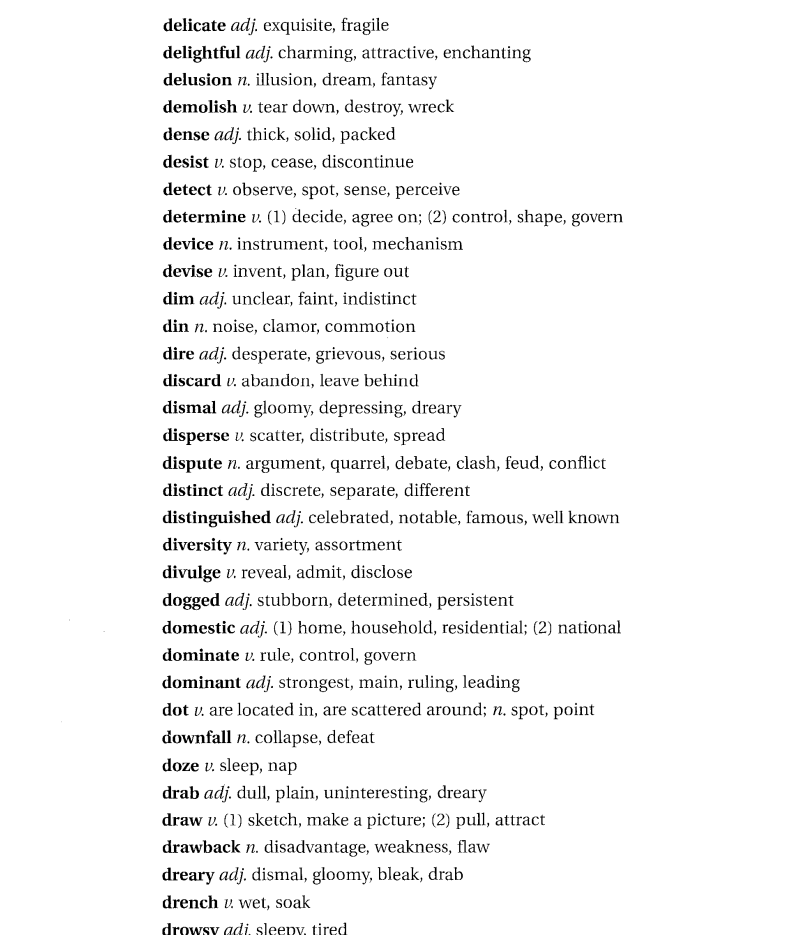 delicate adj. exquisite, fragile
delightful adj. charming, attractive, enchanting
delusion n. illusion, dream, fantasy
demolish v. tear down, destroy, wreck
dense adj. thick, solid, packed
desist v. stop, cease, discontinue
detect v. observe, spot, sense, perceive
determine v. (1) decide, agree on; (2) control, shape, govern
device n. instrument, tool, mechanism
devise v. invent, plan, figure out
dim adj. unclear, faint, indistinct
din n. noise, clamor, commotion
dire adj. desperate, grievous, serious
discard v. abandon, leave behind
dismal adj. gloomy, depressing, dreary
disperse v. scatter, distribute, spread
dispute n. argument, quarrel, debate, clash, feud, conflict
distinct adj. discrete, separate, different
distinguished adj. celebrated, notable, famous, well known
diversity n. variety, assortment
divulge v. reveal, admit, disclose
dogged adj. stubborn, determined, persistent
domestic adj. (1) home, household, residential; (2) national
dominate v. rule, control, govern
dominant adj. strongest, main, ruling, leading
dot v. are located in, are scattered around; n. spot, point
downfall n. collapse, defeat
doze v. sleep, nap
drab adj. dull, plain, uninteresting, dreary
draw v. (1) sketch, make a picture; (2) pull, attract
drawback n. disadvantage, weakness, flaw
dreary adj. dismal, gloomy, bleak, drab
drench v. wet, soak
drowsy adj. sleepy, tired